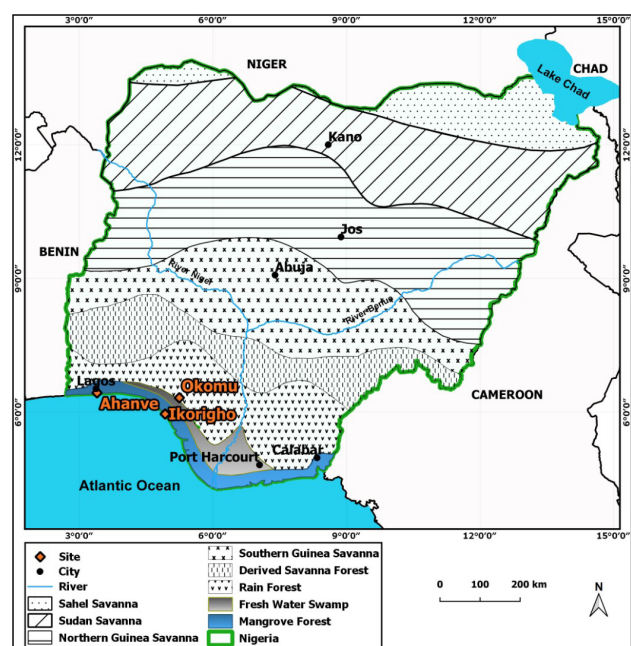 3°0'0" 6°0'0" 9°0'0" 12°0'0" 15°0'0"
NIGER
CHAD
Lake Chad
Kano
12°0'0"
12°0'0"
Jos
BENIN
Abuja
River Niger
9°0'0"
9°0'0"
River Benue
CAMEROON
Lagos
Okomu
Ahanve
Ikorigho
6°0'0"
6°0'0"
Port Harcourt
Calabar
Atlantic Ocean
3°0'0" 6°0'0" 9°0'0" 12°0'0" 15°0'0"
Site
City
River
Sahel Savanna
Sudan Savanna
Northern Guinea Savanna
Southern Guinea Savanna
Derived Savanna Forest
Rain Forest
Fresh Water Swamp
Mangrove Forest
Nigeria
0 100 200 km
N